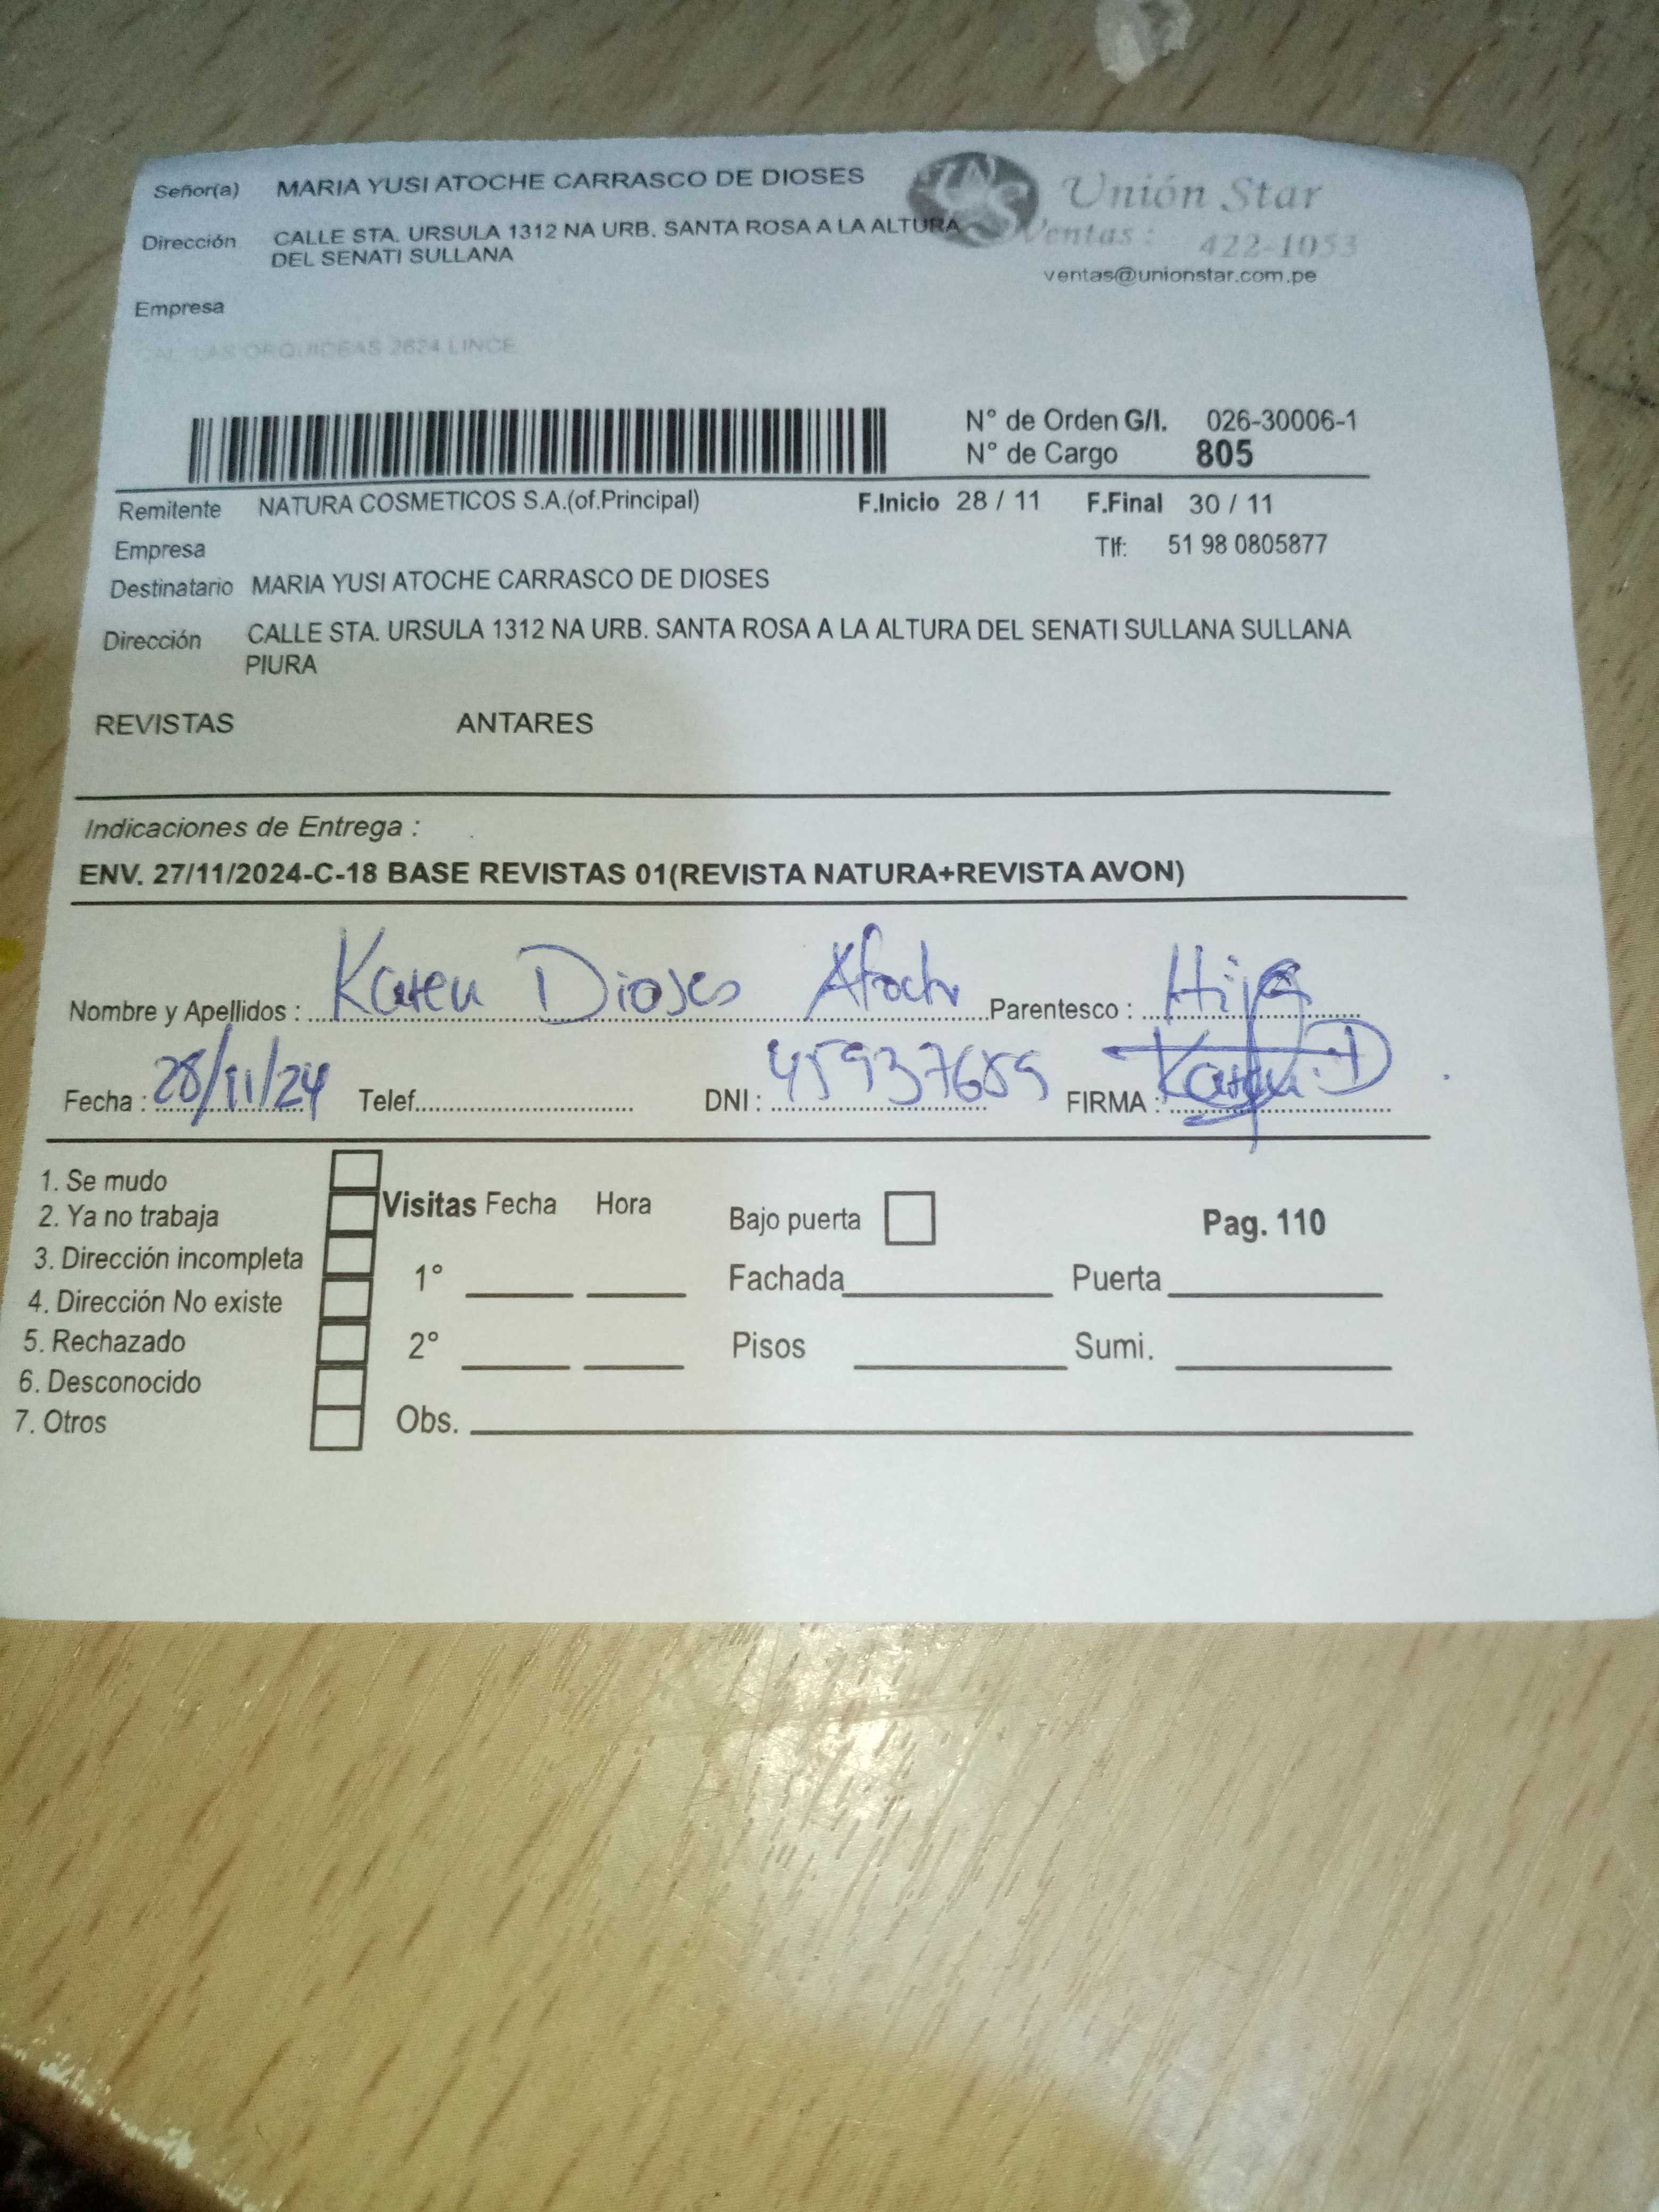 Señor(a) MARIA YUSI ATOCHE CARRASCO DE DIOSES
Unión Star
Dirección CALLE STA. URSULA 1312 NA URB. SANTA ROSA A LA ALTURA
DEL SENATI SULLANA
Ventas : 422-1053
ventas@unionstar.com.pe
Empresa
CAL. LAS ORQUIDEAS 2624 LINCE
N° de Orden G/I. 026-30006-1
N° de Cargo 805
Remitente NATURA COSMETICOS S.A.(of.Principal) F.Inicio 28 / 11 F.Final 30 / 11
Empresa Tlf: 51 98 0805877
Destinatario MARIA YUSI ATOCHE CARRASCO DE DIOSES
Dirección CALLE STA. URSULA 1312 NA URB. SANTA ROSA A LA ALTURA DEL SENATI SULLANA SULLANA
PIURA
REVISTAS ANTARES
Indicaciones de Entrega :
ENV. 27/11/2024-C-18 BASE REVISTAS 01(REVISTA NATURA+REVISTA AVON)
Nombre y Apellidos : Karen Dioses Parentesco : Hija
Fecha : 28/11/24 Telef. DNI : FIRMA : Karen.D
1. Se mudo
2. Ya no trabaja
3. Dirección incompleta
4. Dirección No existe
5. Rechazado
6. Desconocido
7. Otros
Visitas Fecha Hora
1°
2°
Obs.
Bajo puerta
Fachada Puerta
Pisos Sumi.
Pag. 110